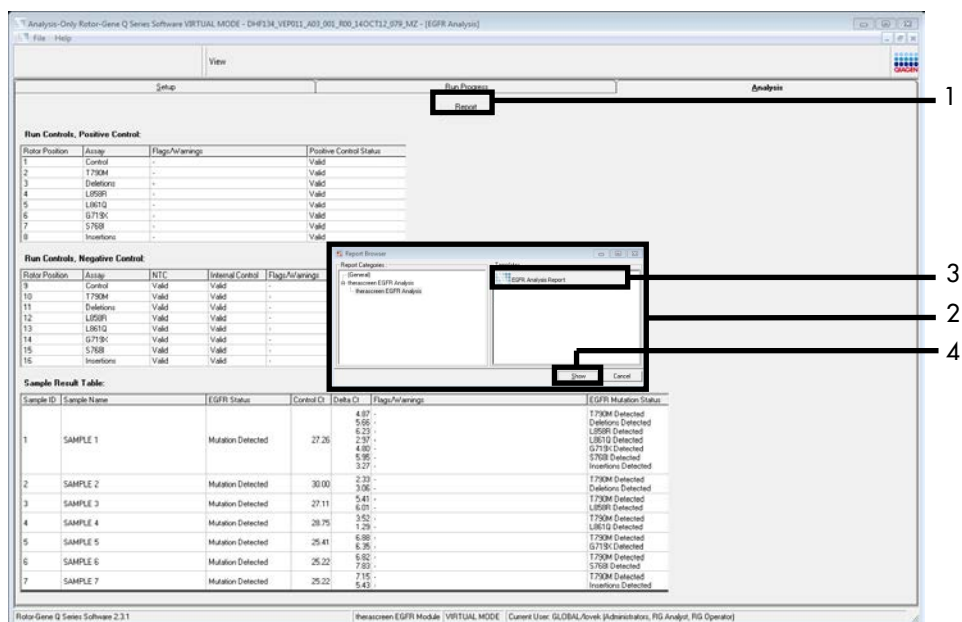 Analysis-Only Rotor-Gene Q Series Software VIRTUAL MODE - DHF134_VEP011_A03_001_R00_14OCT12_079_MZ - [EGFR Analysis]
File Help
View
QIAGEN
Setup Run Progress Analysis
Report
1
Run Controls, Positive Control:
Rotor Position Assay Flags/Warnings Positive Control Status
1 Control - Valid
2 T790M - Valid
3 Deletions - Valid
4 L858R - Valid
5 L861Q - Valid
6 G719X - Valid
7 S768I - Valid
8 Insertions - Valid
Run Controls, Negative Control:
Rotor Position Assay NTC Internal Control Flags/Warnings
9 Control Valid Valid -
10 T790M Valid Valid -
11 Deletions Valid Valid -
12 L858R Valid Valid -
13 L861Q Valid Valid -
14 G719X Valid Valid -
15 S768I Valid Valid -
16 Insertions Valid Valid -
Report Browser
Report Categories Templates
(General)
therascreen EGFR Analysis
therascreen EGFR Analysis
EGFR Analysis Report
Show Cancel
3
2
4
Sample Result Table:
Sample ID Sample Name EGFR Status Control Ct Delta Ct Flags/Warnings EGFR Mutation Status
1 SAMPLE 1 Mutation Detected 27.26
4.87 - T790M Detected
5.66 - Deletions Detected
6.23 - L858R Detected
2.97 - L861Q Detected
4.80 - G719X Detected
5.95 - S768I Detected
3.27 - Insertions Detected
2 SAMPLE 2 Mutation Detected 30.00
2.33 - T790M Detected
3.06 - Deletions Detected
3 SAMPLE 3 Mutation Detected 27.11
5.41 - T790M Detected
6.01 - L858R Detected
4 SAMPLE 4 Mutation Detected 28.75
3.52 - T790M Detected
1.29 - L861Q Detected
5 SAMPLE 5 Mutation Detected 25.41
6.88 - T790M Detected
6.35 - G719X Detected
6 SAMPLE 6 Mutation Detected 25.22
6.82 - T790M Detected
7.83 - S768I Detected
7 SAMPLE 7 Mutation Detected 25.22
7.15 - T790M Detected
5.43 - Insertions Detected
Rotor-Gene Q Series Software 2.3.1 therascreen EGFR Module VIRTUAL MODE Current User: GLOBAL/lovek (Administrators, RG Analyst, RG Operator)